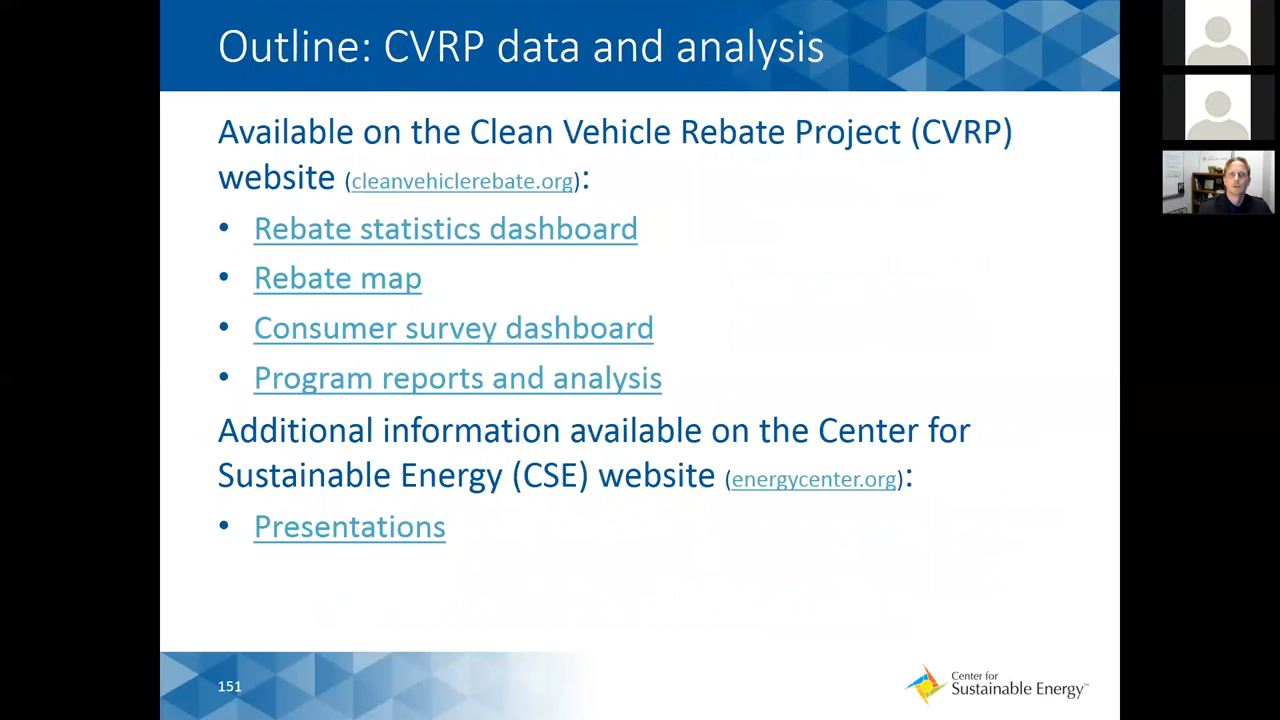 Outline: CVRP data and analysis
Available on the Clean Vehicle Rebate Project (CVRP)
website (cleanvehiclerebate.org):
• Rebate statistics dashboard
• Rebate map
• Consumer survey dashboard
• Program reports and analysis
Additional information available on the Center for
Sustainable Energy (CSE) website (energycenter.org):
• Presentations
151
Center for
Sustainable Energy™